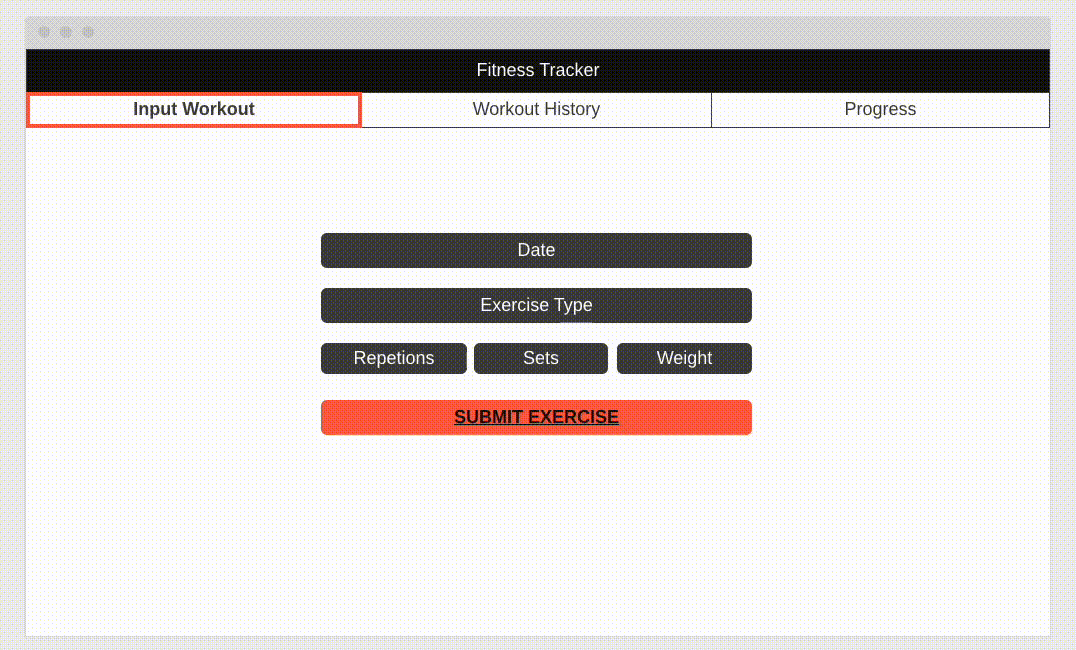 Fitness Tracker
Input Workout Workout History Progress
Date
Exercise Type
Repetions Sets Weight
SUBMIT EXERCISE